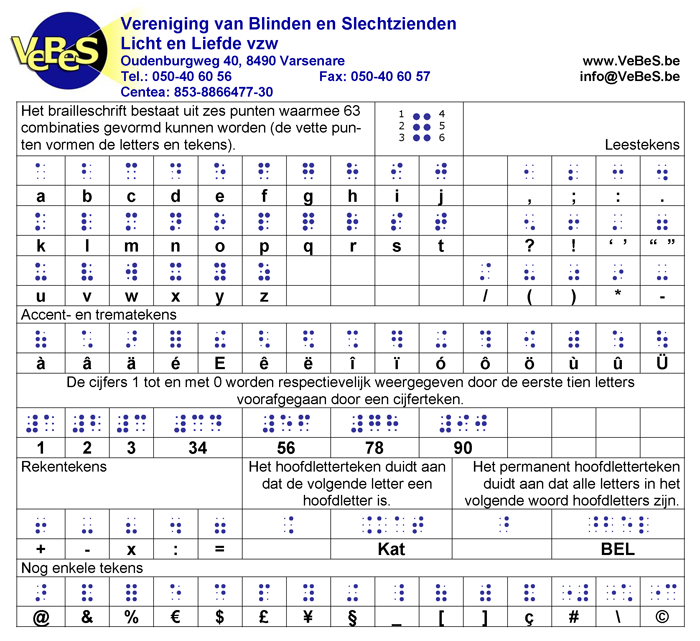 VeBeS
Vereniging van Blinden en Slechtzienden
Licht en Liefde vzw
Oudenburgweg 40, 8490 Varsenare
www.VeBeS.be
Tel.: 050-40 60 56 Fax: 050-40 60 57
info@VeBeS.be
Centea: 853-8866477-30
Het brailleschrift bestaat uit zes punten waarmee 63
combinaties gevormd kunnen worden (de vette pun-
ten vormen de letters en tekens).
1 4
2 5
3 6
Leestekens
a b c d e f g h i j , ; : .
k l m n o p q r s t ? ! ‘ ’ “ ”
u v w x y z / ( ) * -
Accent- en trematekens
à â ä é E ê ë î ï ó ô ö ù û Ü
De cijfers 1 tot en met 0 worden respectievelijk weergegeven door de eerste tien letters
voorafgegaan door een cijferteken.
1 2 3 34 56 78 90
Rekentekens
Het hoofdletterteken duidt aan
dat de volgende letter een
hoofdletter is.
Het permanent hoofdletterteken
duidt aan dat alle letters in het
volgende woord hoofdletters zijn.
+ - x : = Kat BEL
Nog enkele tekens
@ & % € $ £ ¥ § _ [ ] ç # \ ©